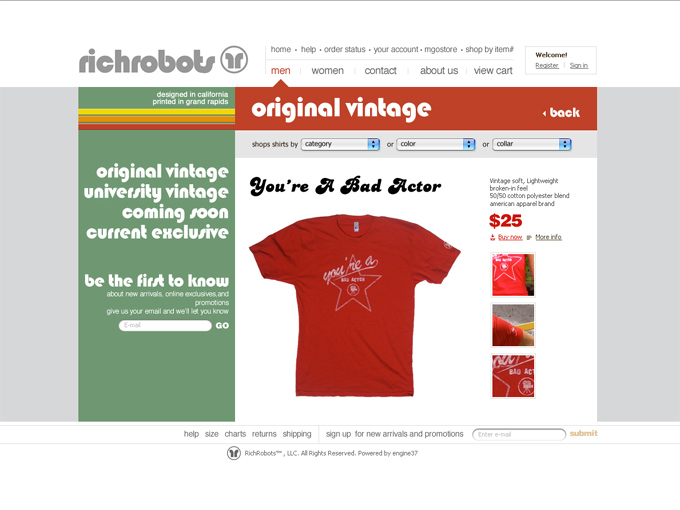 richrobots
home • help • order status • your account • mgostore • shop by item#
men women contact about us view cart
Welcome!
Register Sign in
designed in california
printed in grand rapids
original vintage
back
shops shirts by category or color or collar
original vintage
university vintage
coming soon
current exclusive
be the first to know
about new arrivals, online exclusives,and
promotions
give us your email and we'll let you know
E-mail GO
You're A Bad Actor
you're a
BAD ACTOR
Vintage soft, Lightweight
broken-in feel
50/50 cotton polyester blend
american apparel brand
$25
Buy now More info
BAD ACT
help size charts returns shipping sign up for new arrivals and promotions Enter e-mail submit
RichRobots™ , LLC. All Rights Reserved. Powered by engine37